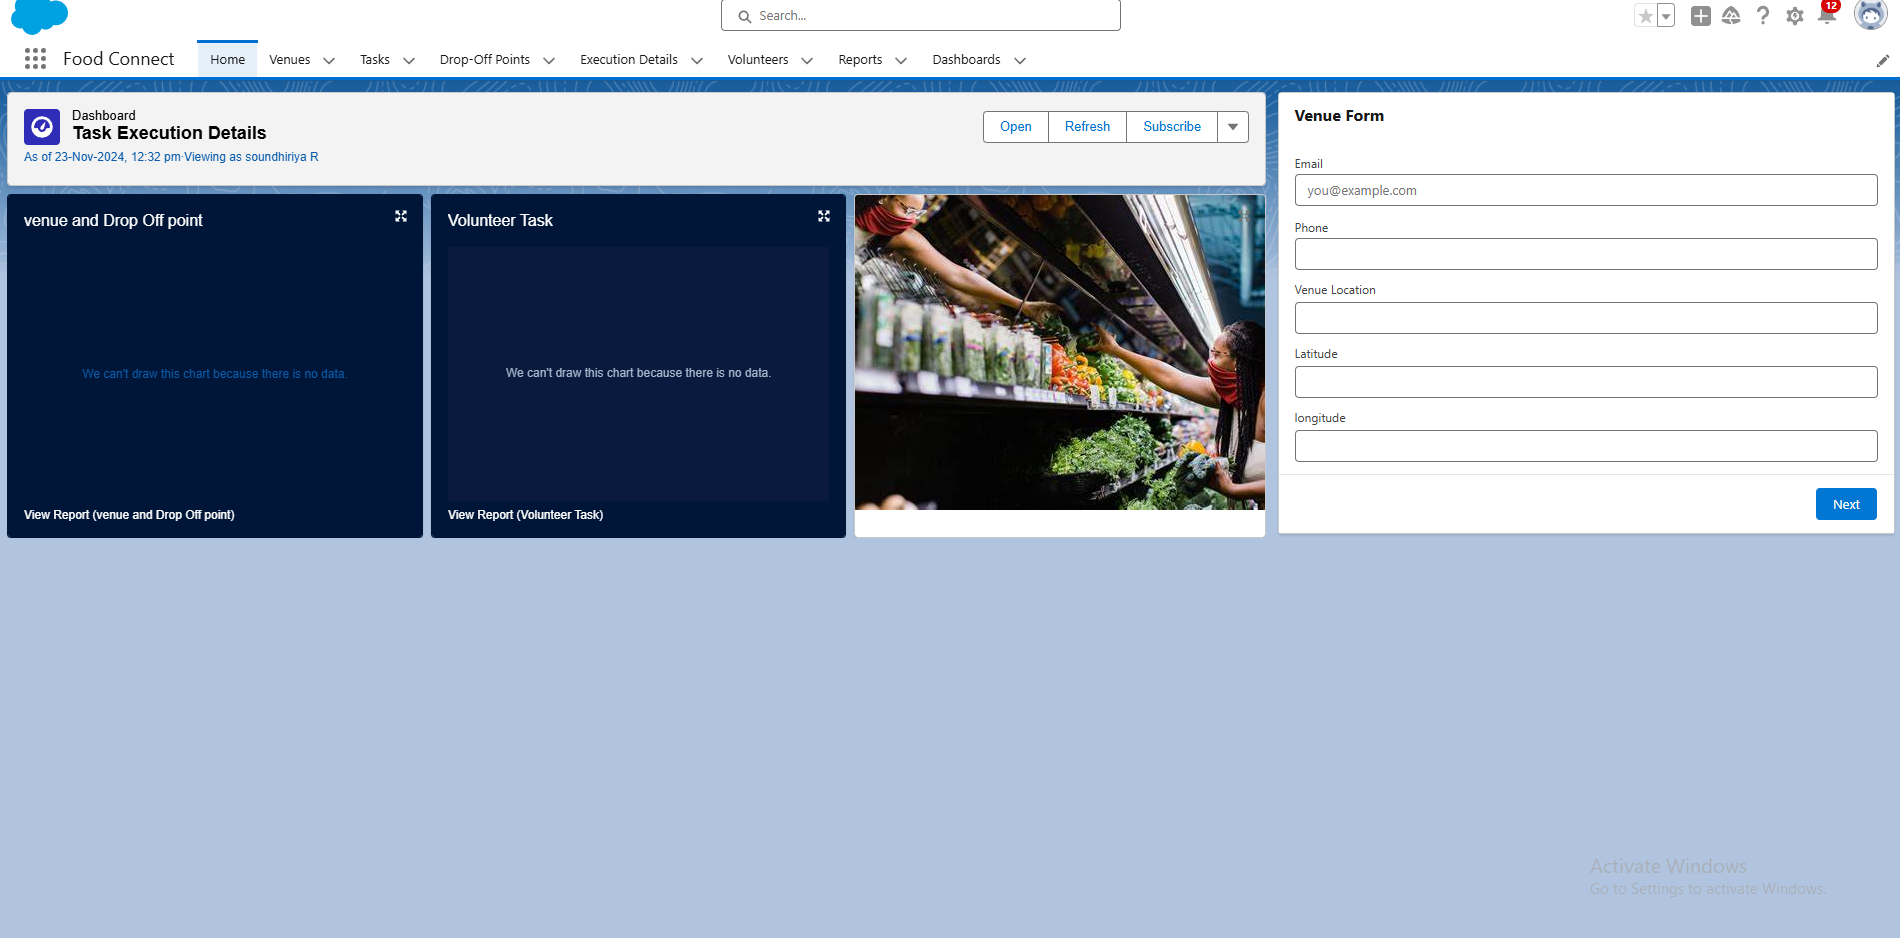 Search...
12
Food Connect
Home
Venues
Tasks
Drop-Off Points
Execution Details
Volunteers
Reports
Dashboards
Dashboard
Task Execution Details
As of 23-Nov-2024, 12:32 pm·Viewing as soundhiriya R
Open
Refresh
Subscribe
venue and Drop Off point
We can't draw this chart because there is no data.
View Report (venue and Drop Off point)
Volunteer Task
We can't draw this chart because there is no data.
View Report (Volunteer Task)
Venue Form
Email
you@example.com
Phone
Venue Location
Latitude
longitude
Next
Activate Windows
Go to Settings to activate Windows.